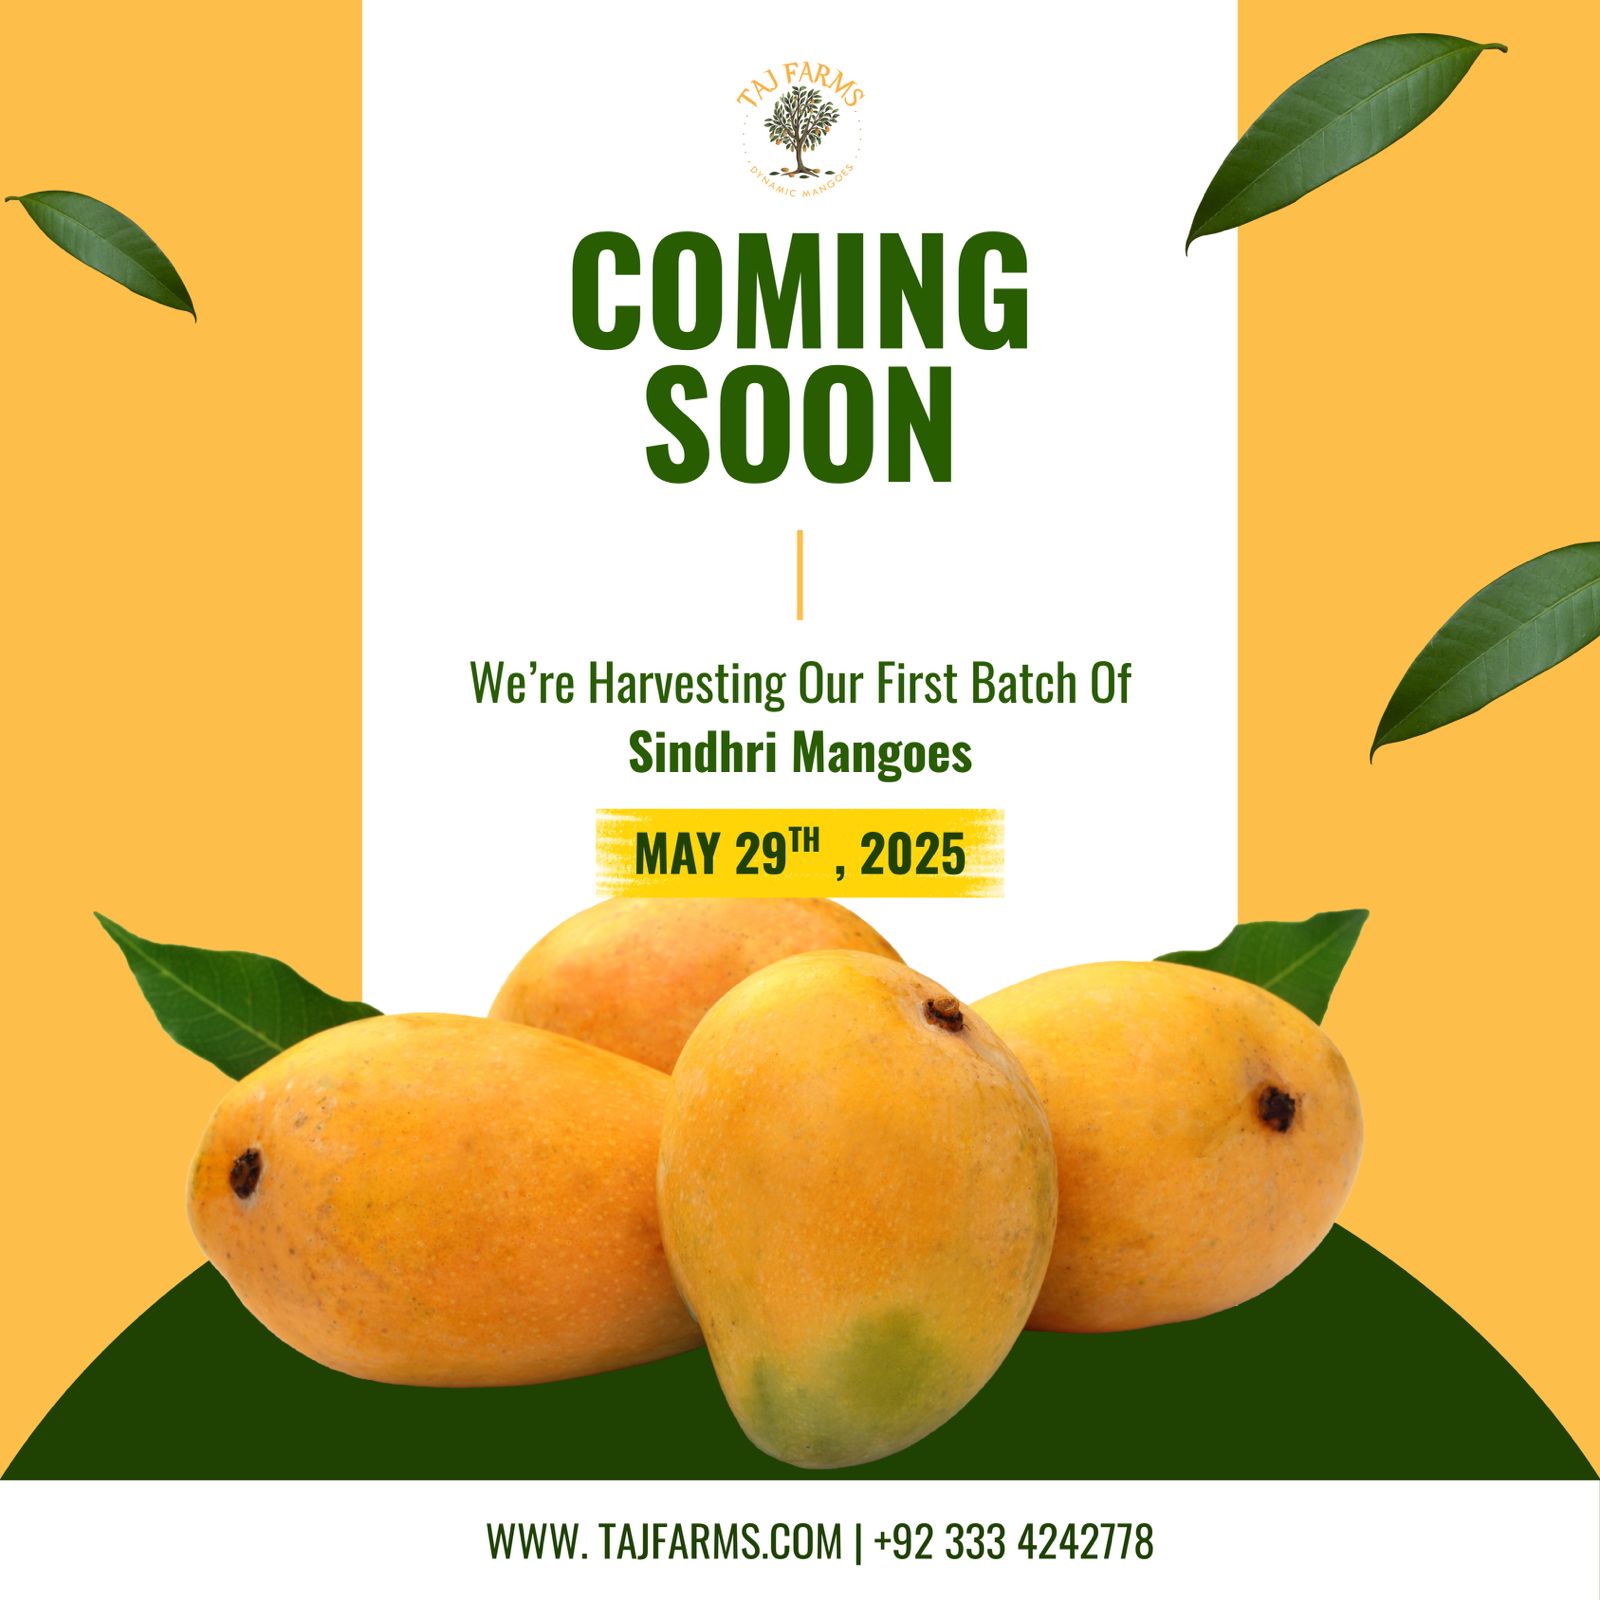 TAJ FARMS
DYNAMIC MANGOES
COMING
SOON
We’re Harvesting Our First Batch Of
Sindhri Mangoes
MAY 29TH , 2025
WWW. TAJFARMS.COM | +92 333 4242778